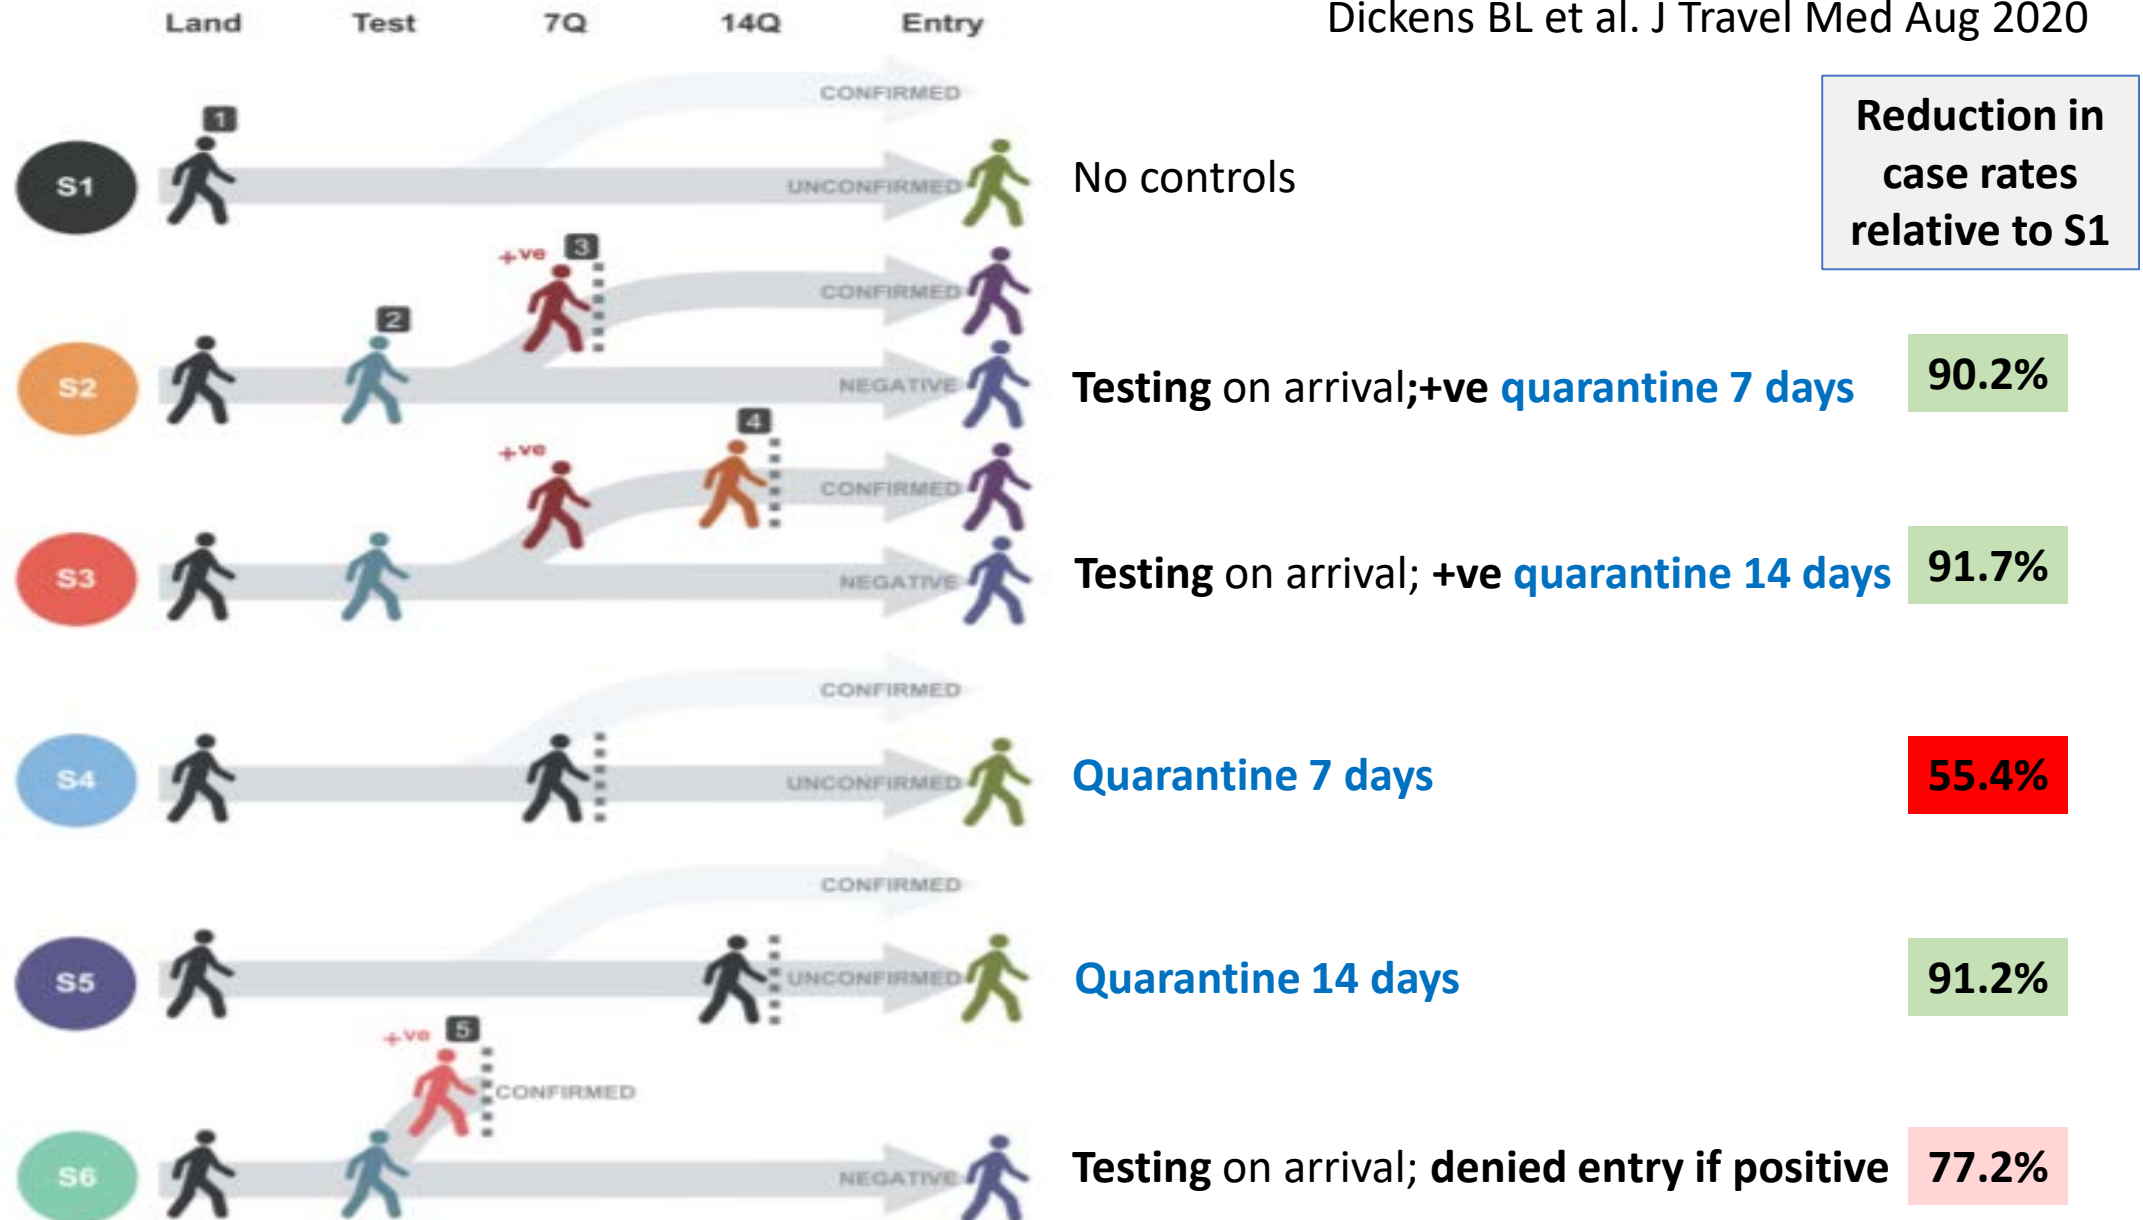 Land Test 7Q 14Q Entry
Dickens BL et al. J Travel Med Aug 2020
CONFIRMED
Reduction in
case rates
relative to S1
1
S1
UNCONFIRMED
No controls
+ve 3
CONFIRMED
2
S2
NEGATIVE
Testing on arrival;+ve quarantine 7 days
90.2%
4
+ve
CONFIRMED
S3
NEGATIVE
Testing on arrival; +ve quarantine 14 days
91.7%
CONFIRMED
S4
UNCONFIRMED
Quarantine 7 days
55.4%
CONFIRMED
S5
UNCONFIRMED
Quarantine 14 days
91.2%
+ve 5
CONFIRMED
S6
NEGATIVE
Testing on arrival; denied entry if positive
77.2%